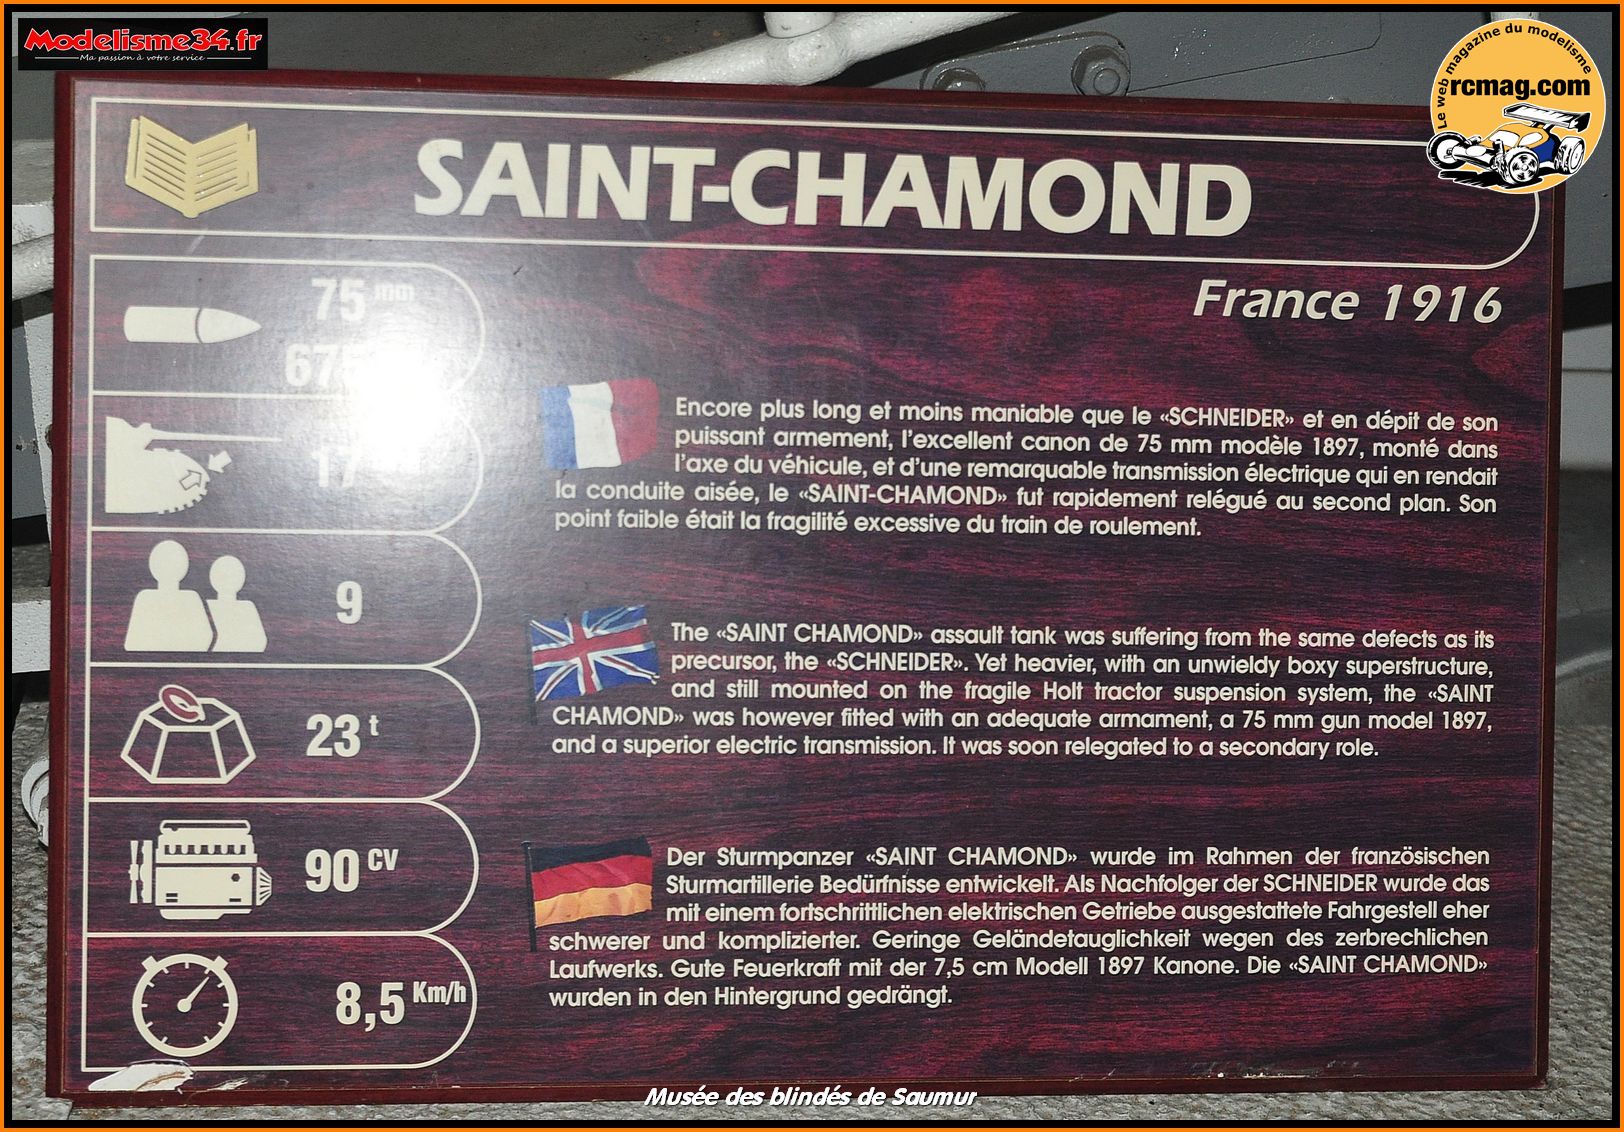 Modelisme34.fr
Ma passion à votre service
Le web magazine du modelisme
rcmag.com
SAINT-CHAMOND
France 1916
75 mm
17
9
23 t
90 CV
8,5 Km/h
Encore plus long et moins maniable que le «SCHNEIDER» et en dépit de son
puissant armement, l'excellent canon de 75 mm modèle 1897, monté dans
l'axe du véhicule, et d'une remarquable transmission électrique qui en rendait
la conduite aisée, le «SAINT-CHAMOND» fut rapidement relégué au second plan. Son
point faible était la fragilité excessive du train de roulement.
The «SAINT CHAMOND» assault tank was suffering from the same defects as its
precursor, the «SCHNEIDER». Yet heavier, with an unwieldy boxy superstructure,
and still mounted on the fragile Holt tractor suspension system, the «SAINT
CHAMOND» was however fitted with an adequate armament, a 75 mm gun model 1897,
and a superior electric transmission. It was soon relegated to a secondary role.
Der Sturmpanzer «SAINT CHAMOND» wurde im Rahmen der französischen
Sturmartillerie Bedürfnisse entwickelt. Als Nachfolger der SCHNEIDER wurde das
mit einem fortschrittlichen elektrischen Getriebe ausgestattete Fahrgestell eher
schwerer und komplizierter. Geringe Geländetauglichkeit wegen des zerbrechlichen
Laufwerks. Gute Feuerkraft mit der 7,5 cm Modell 1897 Kanone. Die «SAINT CHAMOND»
wurden in den Hintergrund gedrängt.
Musée des blindés de Saumur